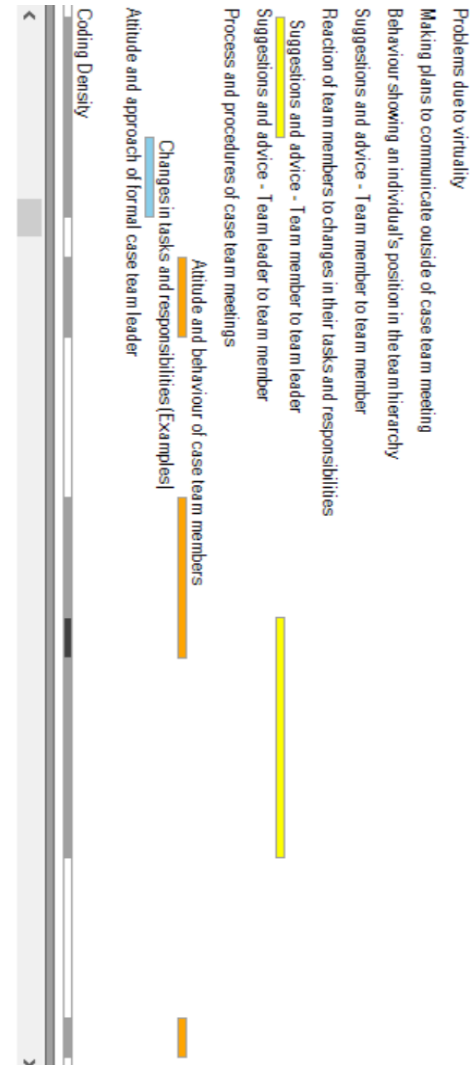 Problems due to virtuality
Making plans to communicate outside of case team meeting
Behaviour showing an individual's position in the team hierarchy
Suggestions and advice - Team member to team member
Reaction of team members to changes in their tasks and responsibilities
Suggestions and advice - Team member to team leader
Suggestions and advice - Team leader to team member
Process and procedures of case team meetings
Attitude and behaviour of case team members
Changes in tasks and responsibilities (Examples)
Attitude and approach of formal case team leader
Coding Density